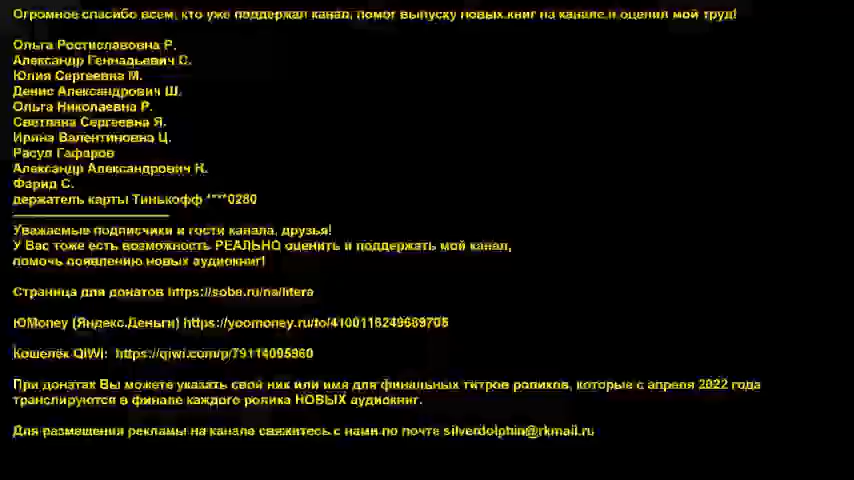 Огромное спасибо всем, кто уже поддержал канал, помог выпуску новых книг на канале и оценил мой труд!
Ольга Ростиславовна Р.
Александр Геннадьевич С.
Юлия Сергеевна М.
Денис Александрович Ш.
Ольга Николаевна Р.
Светлана Сергеевна Я.
Ирина Валентиновна Ц.
Расул Гафаров
Александр Александрович Н.
Фарид С.
держатель карты Тинькофф ****0280
Уважаемые подписчики и гости канала, друзья!
У Вас тоже есть возможность РЕАЛЬНО оценить и поддержать мой канал,
помочь появлению новых аудиокниг!
Страница для донатов https://sobe.ru/na/litera
ЮMoney (Яндекс.Деньги) https://yoomoney.ru/to/4100116249689705
Кошелёк QIWI: https://qiwi.com/p/79114095960
При донатах Вы можете указать свой ник или имя для финальных титров роликов, которые с апреля 2022 года
транслируются в финале каждого ролика НОВЫХ аудиокниг.
Для размещения рекламы на канале свяжитесь с нами по почте silverdolphin@rkmail.ru